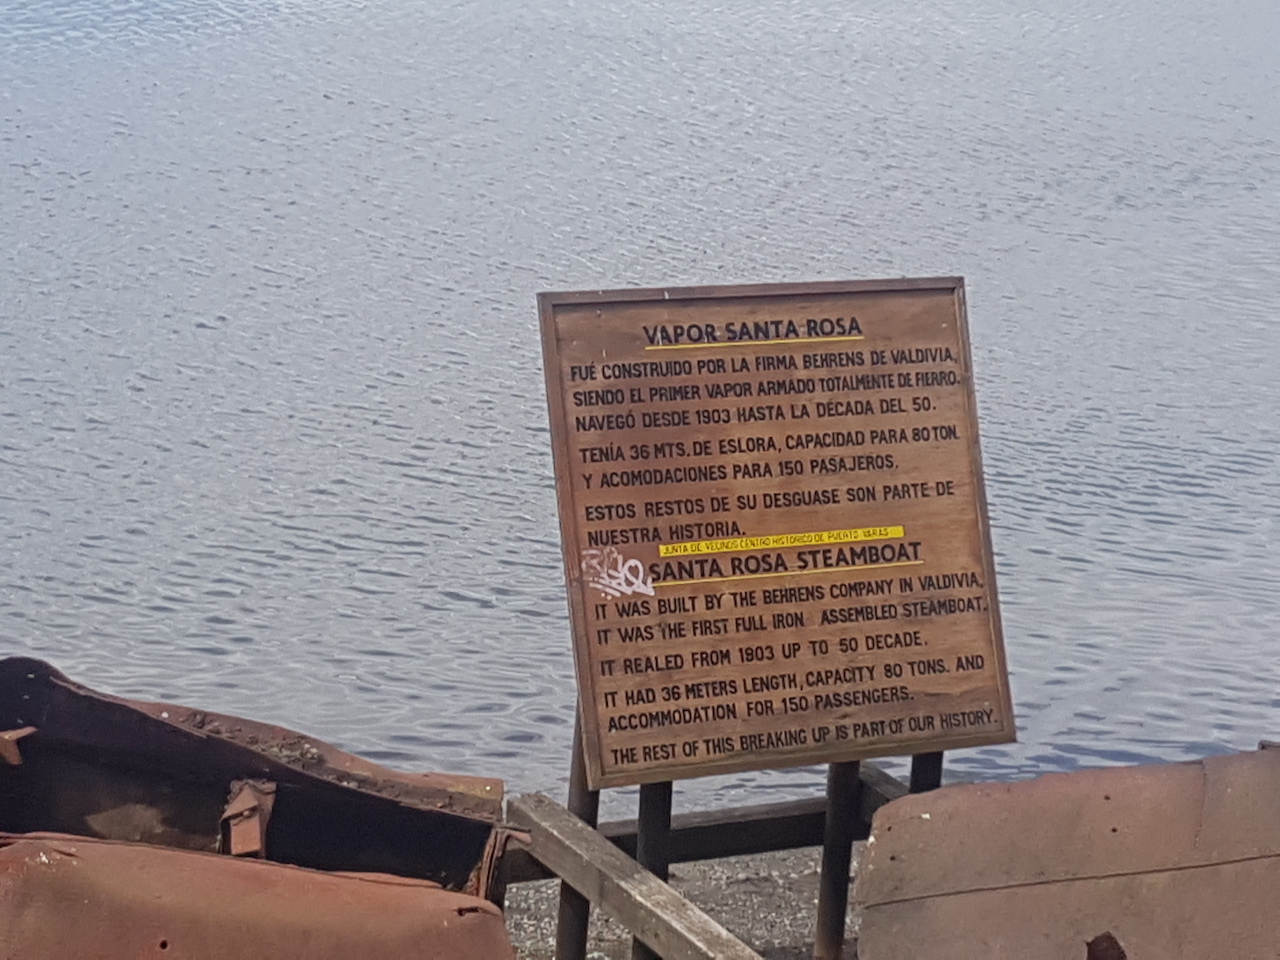 VAPOR SANTA ROSA
FUÉ CONSTRUIDO POR LA FIRMA BEHRENS DE VALDIVIA,
SIENDO EL PRIMER VAPOR ARMADO TOTALMENTE DE FIERRO.
NAVEGÓ DESDE 1903 HASTA LA DÉCADA DEL 50.
TENÍA 36 MTS. DE ESLORA, CAPACIDAD PARA 80 TON.
Y ACOMODACIONES PARA 150 PASAJEROS.
ESTOS RESTOS DE SU DESGUASE SON PARTE DE
NUESTRA HISTORIA.
JUNTA DE VECINOS CENTRO HISTORICO DE PUERTO VARAS
SANTA ROSA STEAMBOAT
IT WAS BUILT BY THE BEHRENS COMPANY IN VALDIVIA,
IT WAS THE FIRST FULL IRON ASSEMBLED STEAMBOAT.
IT REALED FROM 1903 UP TO 50 DECADE.
IT HAD 36 METERS LENGTH, CAPACITY 80 TONS. AND
ACCOMMODATION FOR 150 PASSENGERS.
THE REST OF THIS BREAKING UP IS PART OF OUR HISTORY.